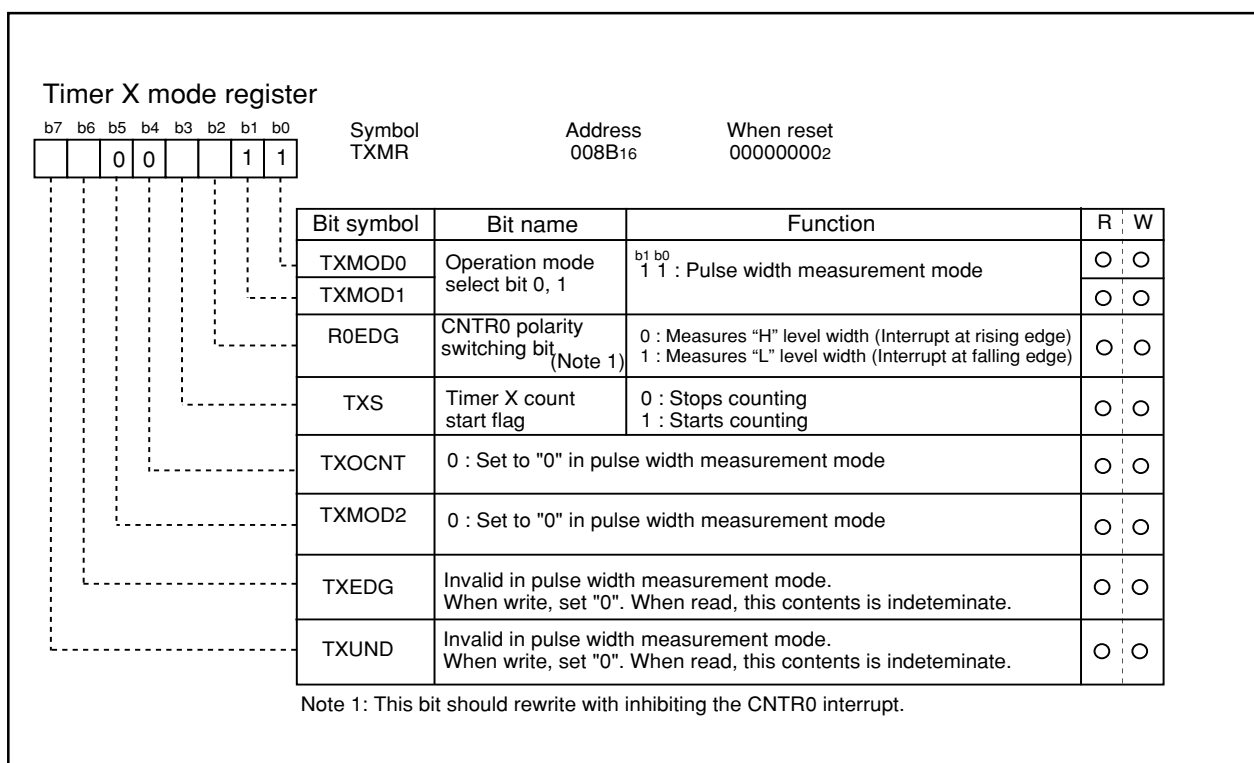 Timer X mode register
b7 b6 b5 b4 b3 b2 b1 b0
0 0 1 1
Symbol Address When reset
TXMR 008B16 000000002
Bit symbol Bit name Function R W
TXMOD0 Operation mode select bit 0, 1 b1 b0
1 1 : Pulse width measurement mode
TXMOD1
R0EDG CNTR0 polarity
switching bit (Note 1)
0 : Measures “H” level width (Interrupt at rising edge)
1 : Measures “L” level width (Interrupt at falling edge)
TXS Timer X count
start flag
0 : Stops counting
1 : Starts counting
TXOCNT 0 : Set to "0" in pulse width measurement mode
TXMOD2 0 : Set to "0" in pulse width measurement mode
TXEDG Invalid in pulse width measurement mode.
When write, set "0". When read, this contents is indeteminate.
TXUND Invalid in pulse width measurement mode.
When write, set "0". When read, this contents is indeteminate.
Note 1: This bit should rewrite with inhibiting the CNTR0 interrupt.